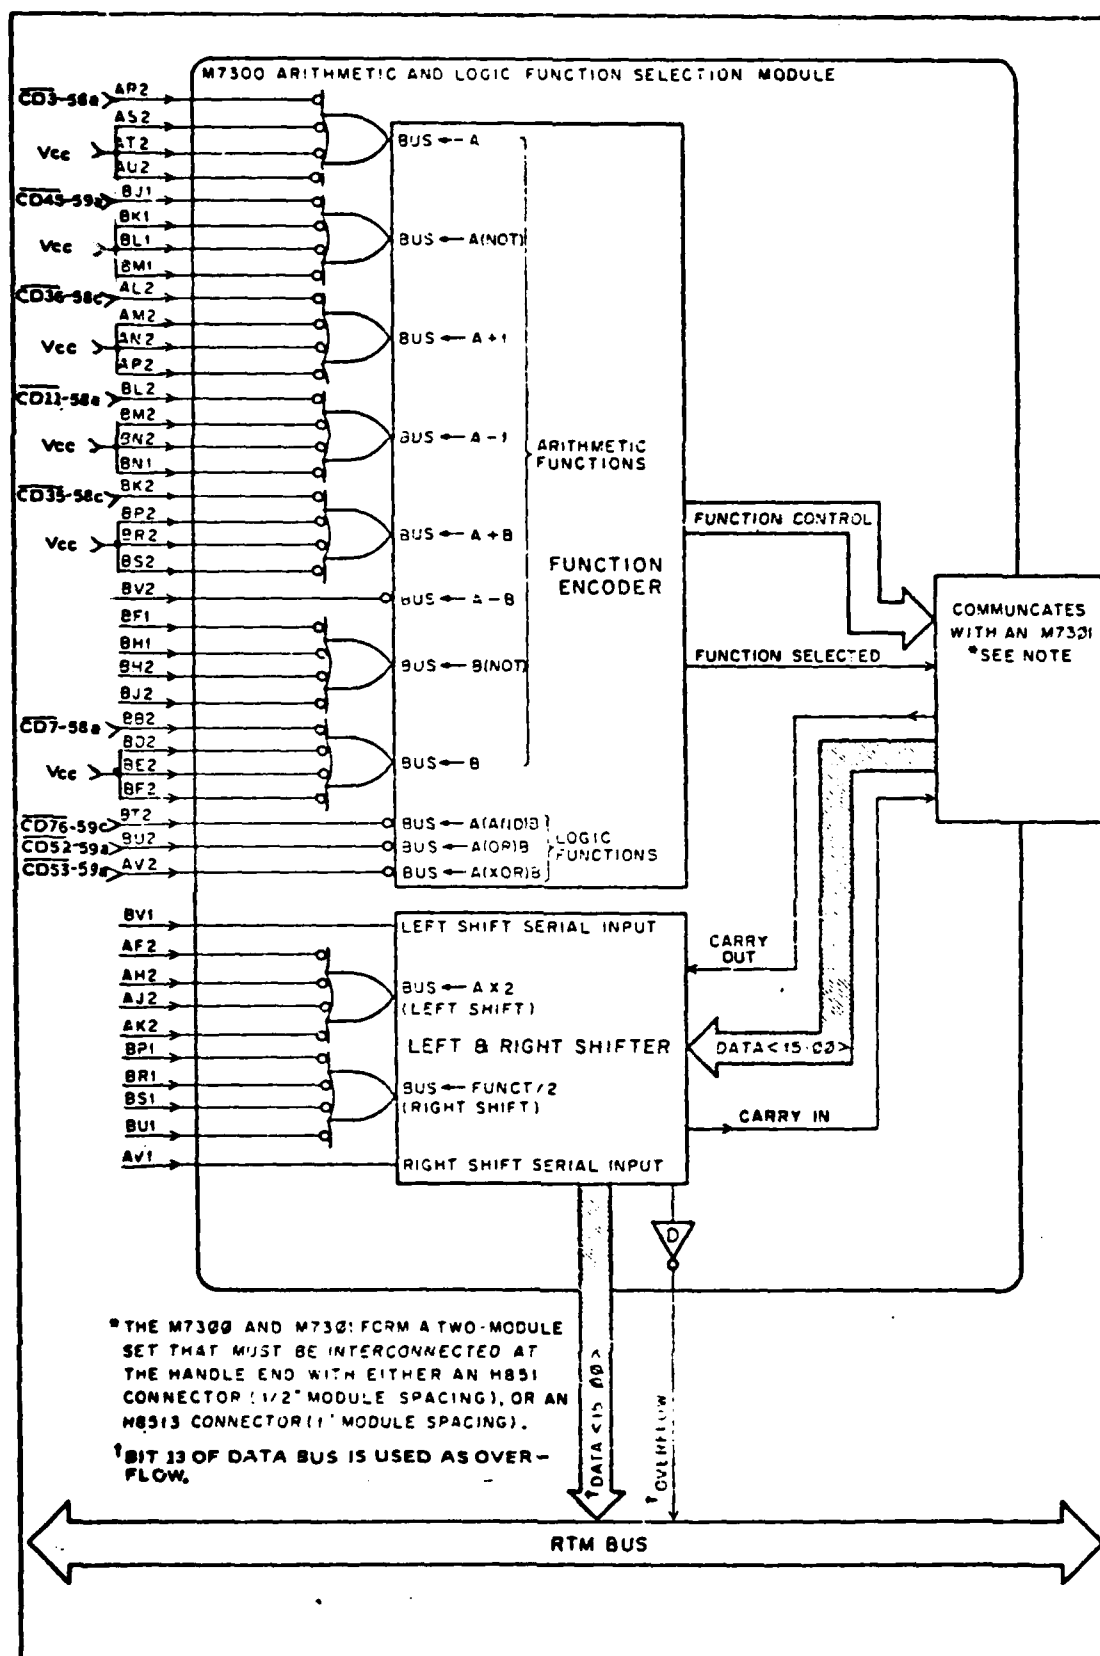 M7300 ARITHMETIC AND LOGIC FUNCTION SELECTION MODULE
CD3-58a AR2
AS2
Vcc AT2
AU2
BUS ← A
CD45-59a BJ1
BK1
Vcc BL1
BM1
BUS ← A(NOT)
CD36-58c AL2
AM2
Vcc AN2
AP2
BUS ← A+1
CD11-58a BL2
BM2
Vcc BN2
BN1
BUS ← A-1
CD35-58c BK2
BP2
Vcc BR2
BS2
BUS ← A+B
BV2
BUS ← A-B
BF1
BH1
BH2
BJ2
BUS ← B(NOT)
CD7-58a BB2
BD2
Vcc BE2
BF2
BUS ← B
ARITHMETIC
FUNCTIONS
FUNCTION
ENCODER
CD76-59c BT2 BUS ← A(AND)B
CD52-59a BU2 BUS ← A(OR)B
CD53-59a AV2 BUS ← A(XOR)B
LOGIC
FUNCTIONS
FUNCTION CONTROL
FUNCTION SELECTED
COMMUNCATES
WITH AN M7301
*SEE NOTE
BV1 LEFT SHIFT SERIAL INPUT
AF2
AH2
AJ2
AK2
BUS ← A X 2
(LEFT SHIFT)
LEFT & RIGHT SHIFTER
BP1
BR1
BS1
BU1
BUS ← FUNCT/2
(RIGHT SHIFT)
AV1 RIGHT SHIFT SERIAL INPUT
CARRY
OUT
DATA<15:00>
CARRY IN
D
*THE M7300 AND M7301 FORM A TWO-MODULE
SET THAT MUST BE INTERCONNECTED AT
THE HANDLE END WITH EITHER AN H851
CONNECTOR (1/2" MODULE SPACING), OR AN
H8513 CONNECTOR (1" MODULE SPACING).
†BIT 13 OF DATA BUS IS USED AS OVER-
FLOW.
†DATA<15:00>
†OVERFLOW
RTM BUS